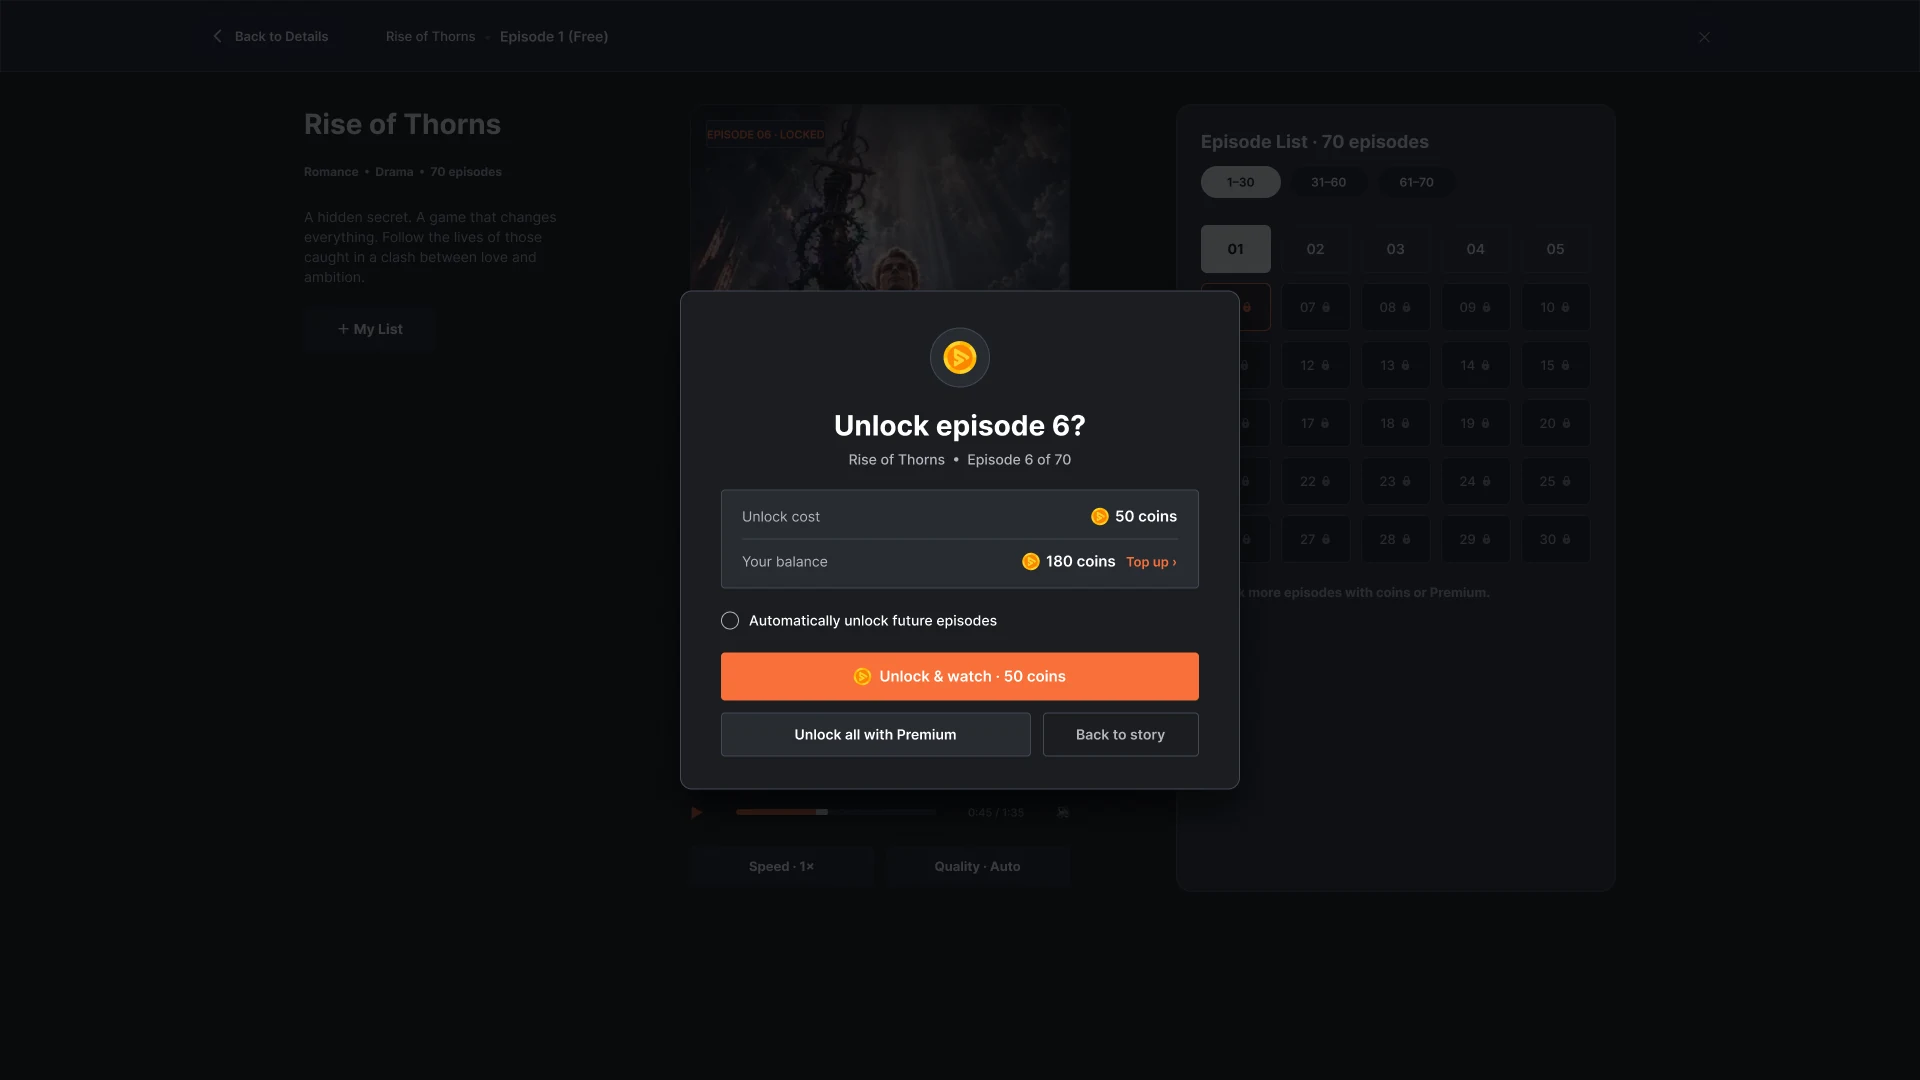 Back to Details
Rise of Thorns • Episode 1 (Free)
Rise of Thorns
Romance • Drama • 70 episodes
A hidden secret. A game that changes
everything. Follow the lives of those
caught in a clash between love and
ambition.
+ My List
EPISODE 06 · LOCKED
Unlock episode 6?
Rise of Thorns • Episode 6 of 70
Unlock cost 50 coins
Your balance 180 coins Top up ›
Automatically unlock future episodes
Unlock & watch · 50 coins
Unlock all with Premium Back to story
0:45 / 1:35
Speed · 1× Quality · Auto
Episode List · 70 episodes
1–30 31–60 61–70
01 02 03 04 05
07 08 09 10
12 13 14 15
17 18 19 20
22 23 24 25
27 28 29 30
more episodes with coins or Premium.